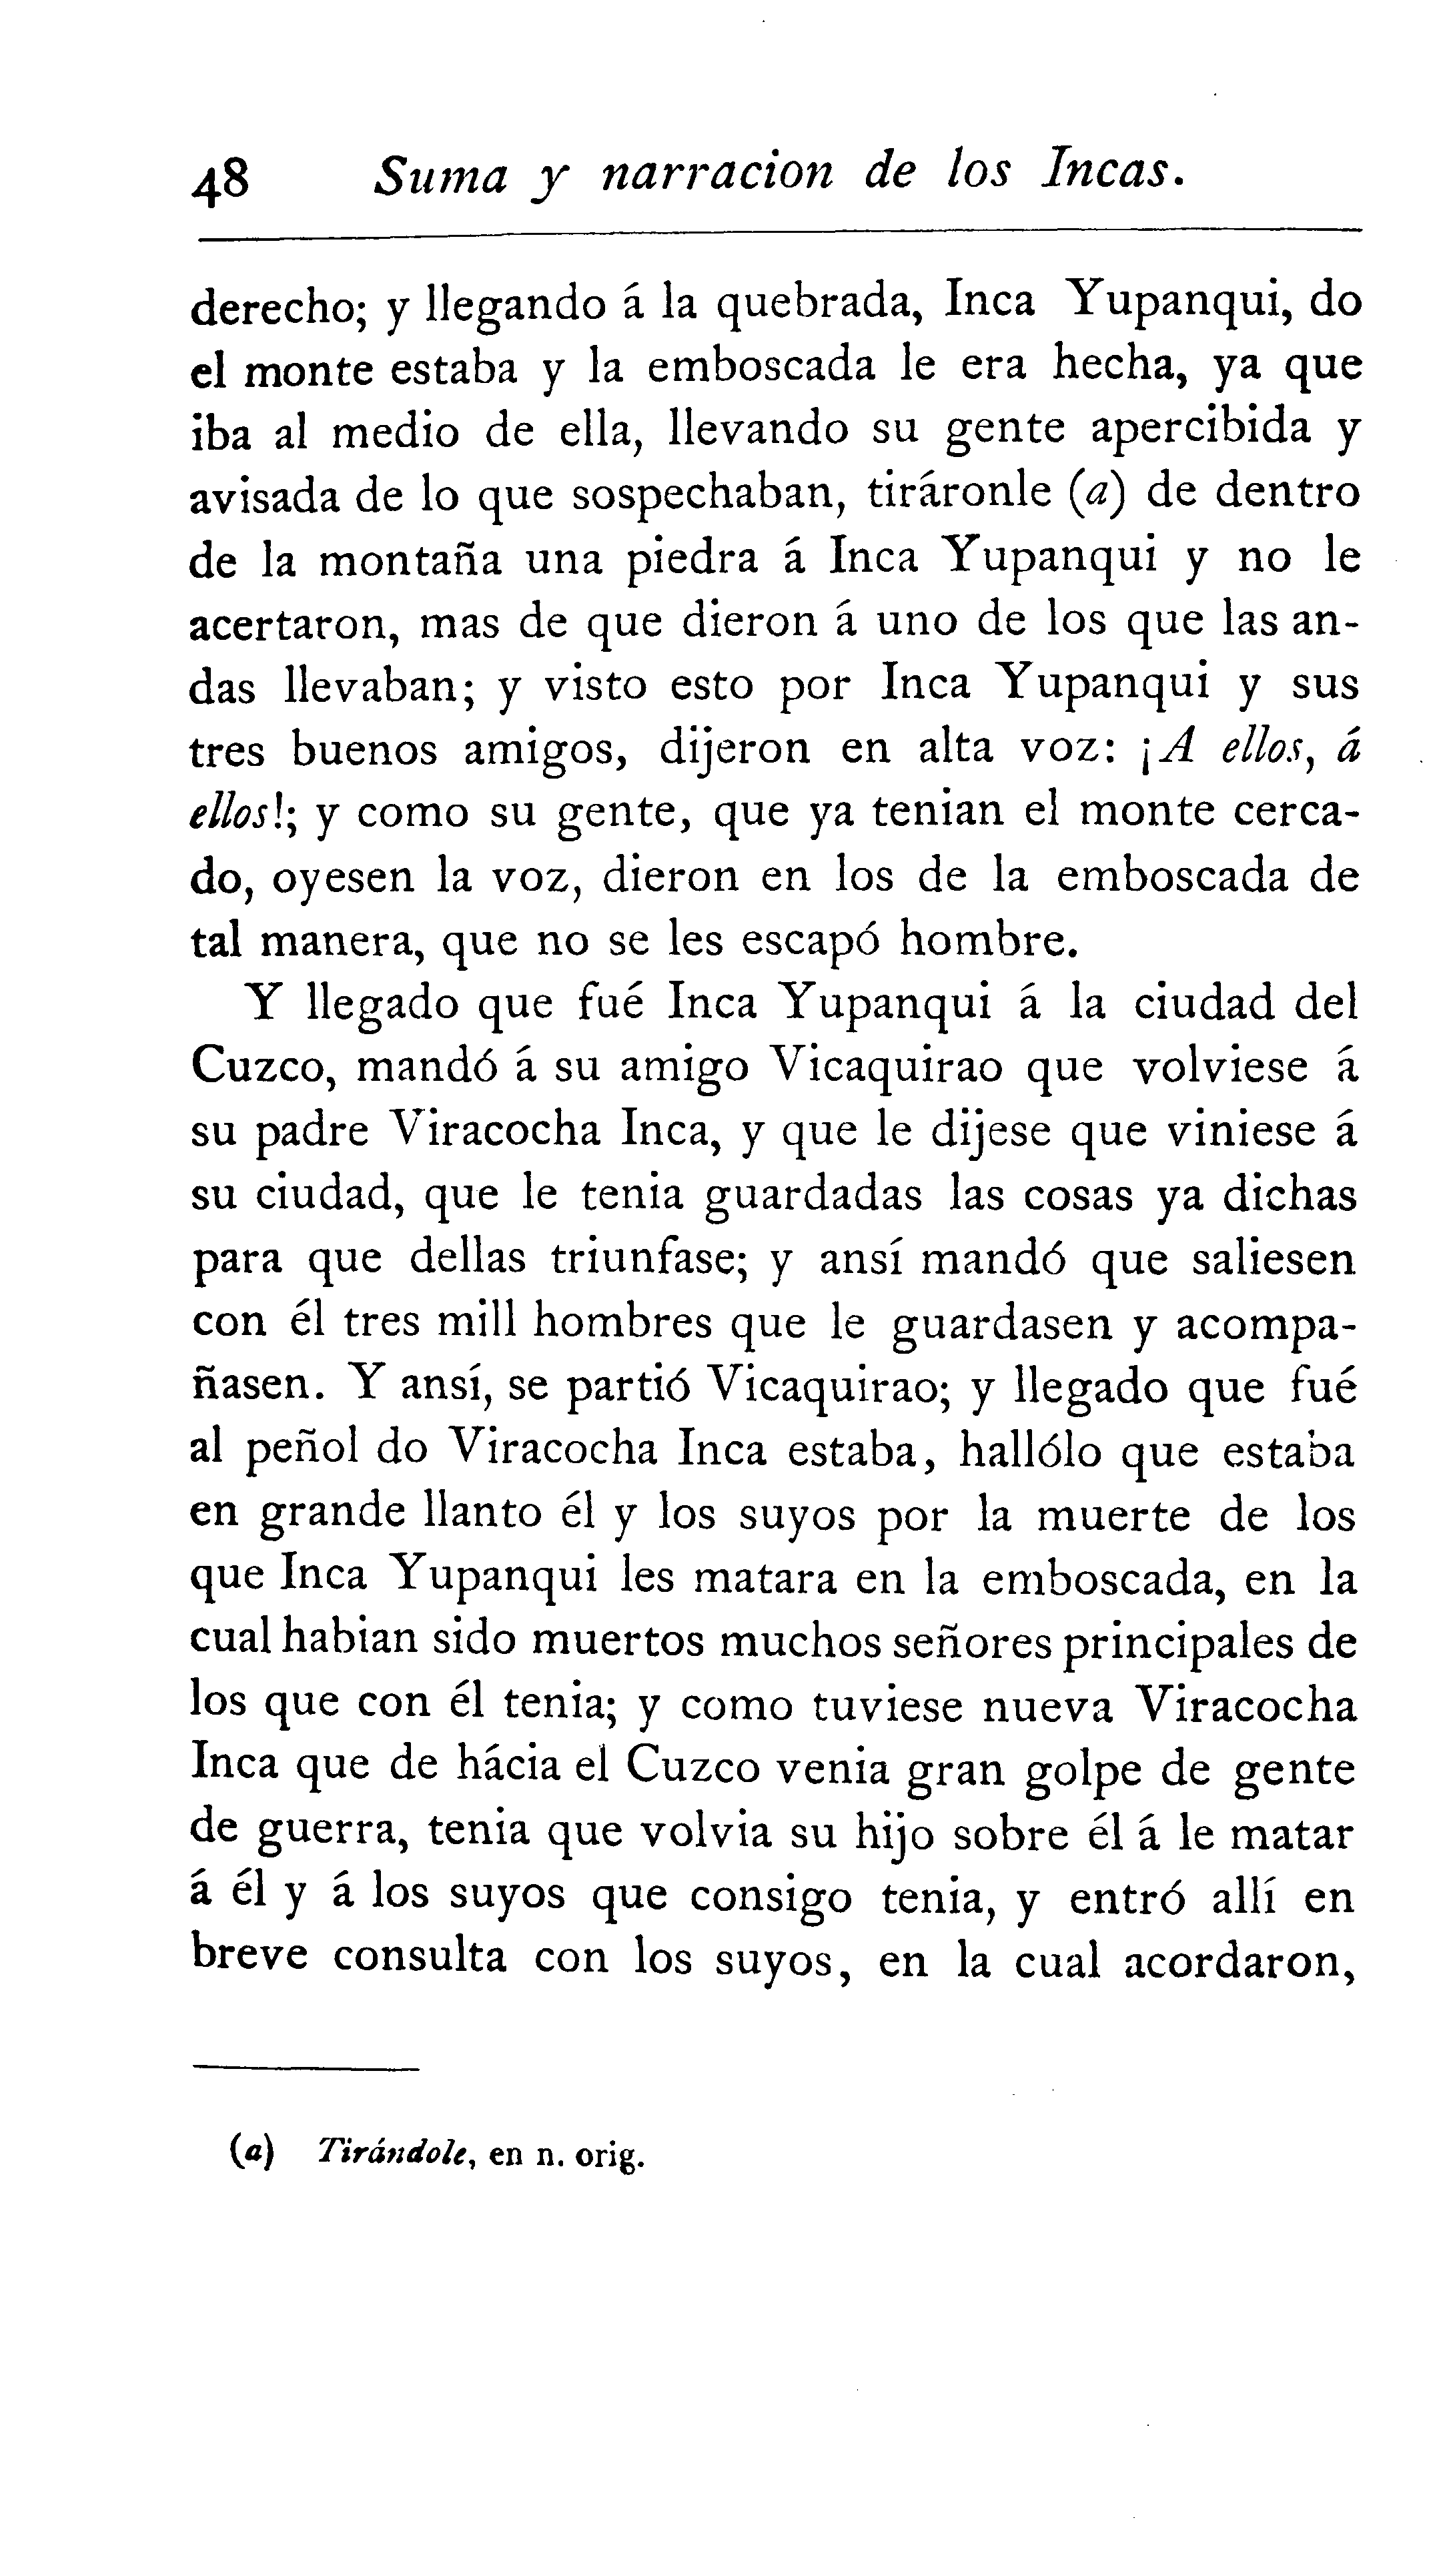 48 Suma y narracion de los Incas.
derecho; y llegando á la quebrada, Inca Yupanqui, do
el monte estaba y la emboscada le era hecha, ya que
iba al medio de ella, llevando su gente apercibida y
avisada de lo que sospechaban, tiráronle (a) de dentro
de la montaña una piedra á Inca Yupanqui y no le
acertaron, mas de que dieron á uno de los que las an-
das llevaban; y visto esto por Inca Yupanqui y sus
tres buenos amigos, dijeron en alta voz: ¡A ellos, á
ellos!; y como su gente, que ya tenian el monte cerca-
do, oyesen la voz, dieron en los de la emboscada de
tal manera, que no se les escapó hombre.
Y llegado que fué Inca Yupanqui á la ciudad del
Cuzco, mandó á su amigo Vicaquirao que volviese á
su padre Viracocha Inca, y que le dijese que viniese á
su ciudad, que le tenia guardadas las cosas ya dichas
para que dellas triunfase; y ansí mandó que saliesen
con él tres mill hombres que le guardasen y acompa-
ñasen. Y ansí, se partió Vicaquirao; y llegado que fué
al peñol do Viracocha Inca estaba, hallólo que estaba
en grande llanto él y los suyos por la muerte de los
que Inca Yupanqui les matara en la emboscada, en la
cual habian sido muertos muchos señores principales de
los que con él tenia; y como tuviese nueva Viracocha
Inca que de hácia el Cuzco venia gran golpe de gente
de guerra, tenia que volvia su hijo sobre él á le matar
á él y á los suyos que consigo tenia, y entró allí en
breve consulta con los suyos, en la cual acordaron,
(a) Tirándole, en n. orig.